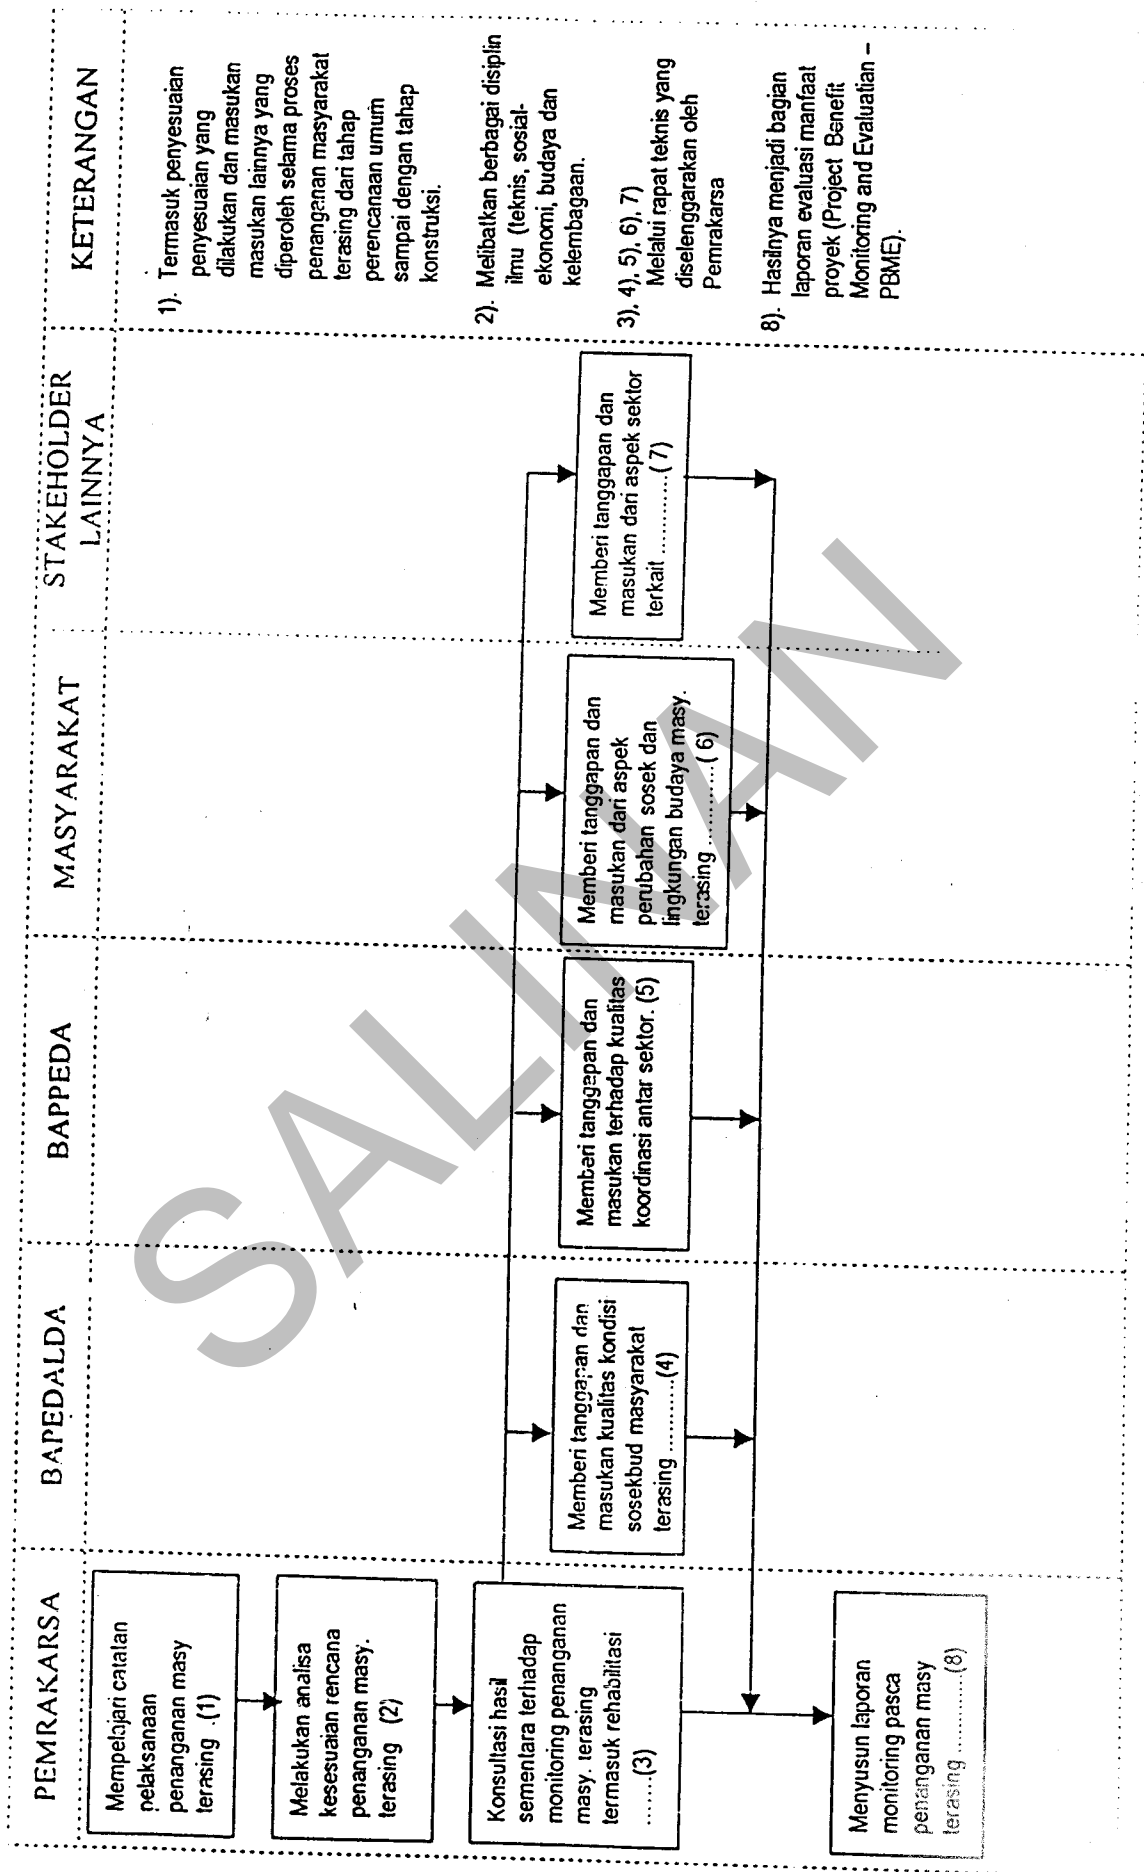 PEMRAKARSA
BAPEDALDA
BAPPEDA
MASYARAKAT
STAKEHOLDER
LAINNYA
KETERANGAN
Mempelajari catatan
pelaksanaan
penanganan masy
terasing .(1)
Melakukan analisa
kesesuaian rencana
penanganan masy.
terasing (2)
Konsultasi hasil
sementara terhadap
monitoring penanganan
masy. terasing
termasuk rehabilitasi
......(3)
Memberi tanggapan dan
masukan kualitas kondisi
sosekbud masyarakat
terasing ............(4)
Memberi tanggapan dan
masukan terhadap kualitas
koordinasi antar sektor. (5)
Memberi tanggapan dan
masukan dari aspek
perubahan sosek dan
lingkungan budaya masy.
terasing ............( 6)
Memberi tanggapan dan
masukan dari aspek sektor
terkait ..............( 7)
Menyusun laporan
monitoring pasca
penanganan masy
terasing ............(8)
1). Termasuk penyesuaian
penyesuaian yang
dilakukan dan masukan
masukan lainnya yang
diperoleh selama proses
penanganan masyarakat
terasing dari tahap
perencanaan umum
sampai dengan tahap
konstruksi.
2). Melibatkan berbagai disiplin
ilmu (teknis, sosial-
ekonomi, budaya dan
kelembagaan.
3), 4), 5), 6), 7)
Melalui rapat teknis yang
diselenggarakan oleh
Pemrakarsa
8). Hasilnya menjadi bagian
laporan evaluasi manfaat
proyek (Project Benefit
Monitoring and Evaluatian –
PBME).
SALINAN